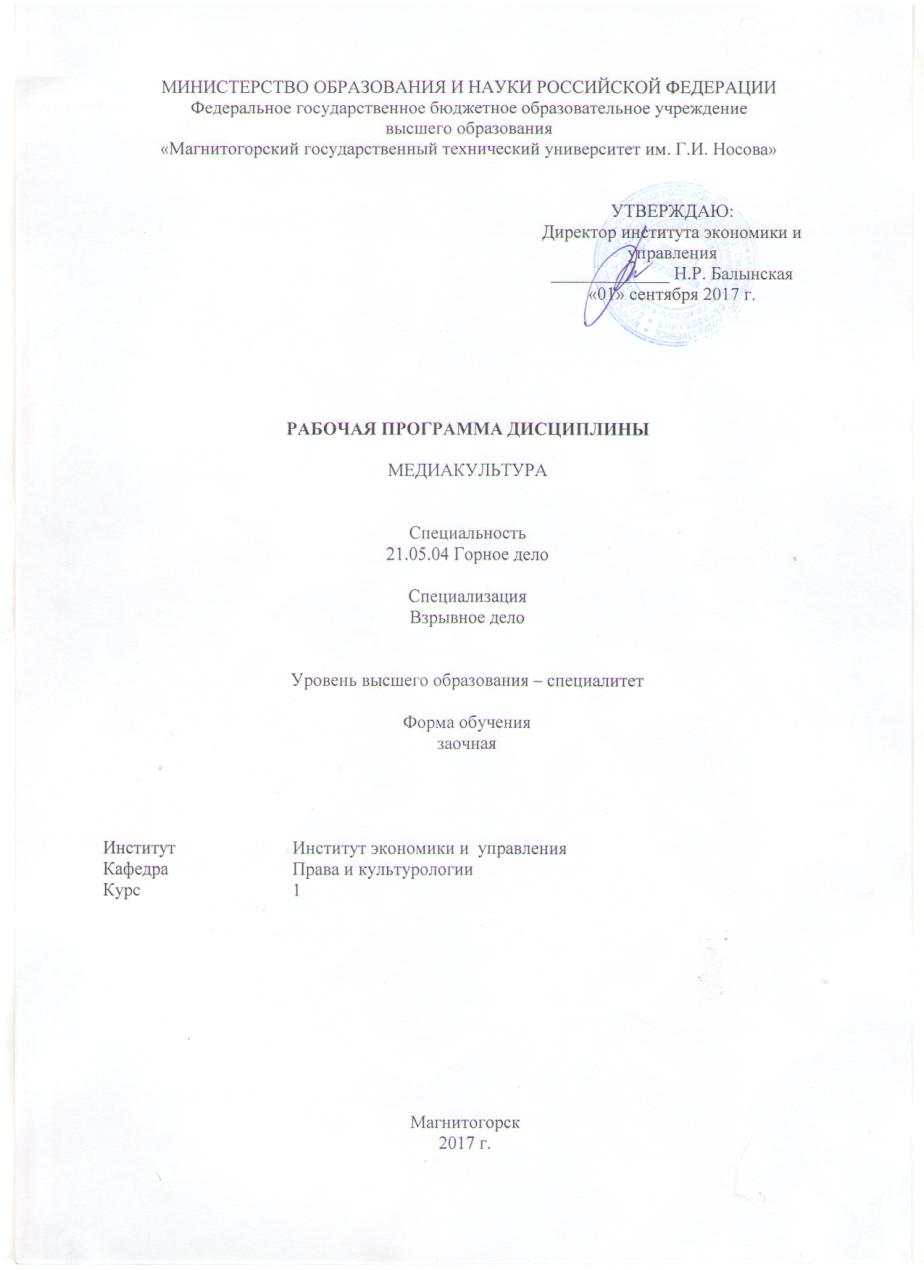 МИНИСТЕРСТВО ОБРАЗОВАНИЯ И НАУКИ РОССИЙСКОЙ ФЕДЕРАЦИИ
Федеральное государственное бюджетное образовательное учреждение
высшего образования
«Магнитогорский государственный технический университет им. Г.И. Носова»
УТВЕРЖДАЮ:
Директор института экономики и
управления
_____________ Н.Р. Балынская
«01» сентября 2017 г.
РАБОЧАЯ ПРОГРАММА ДИСЦИПЛИНЫ
МЕДИАКУЛЬТУРА
Специальность
21.05.04 Горное дело
Специализация
Взрывное дело
Уровень высшего образования – специалитет
Форма обучения
заочная
Институт Институт экономики и управления
Кафедра Права и культурологии
Курс 1
Магнитогорск
2017 г.